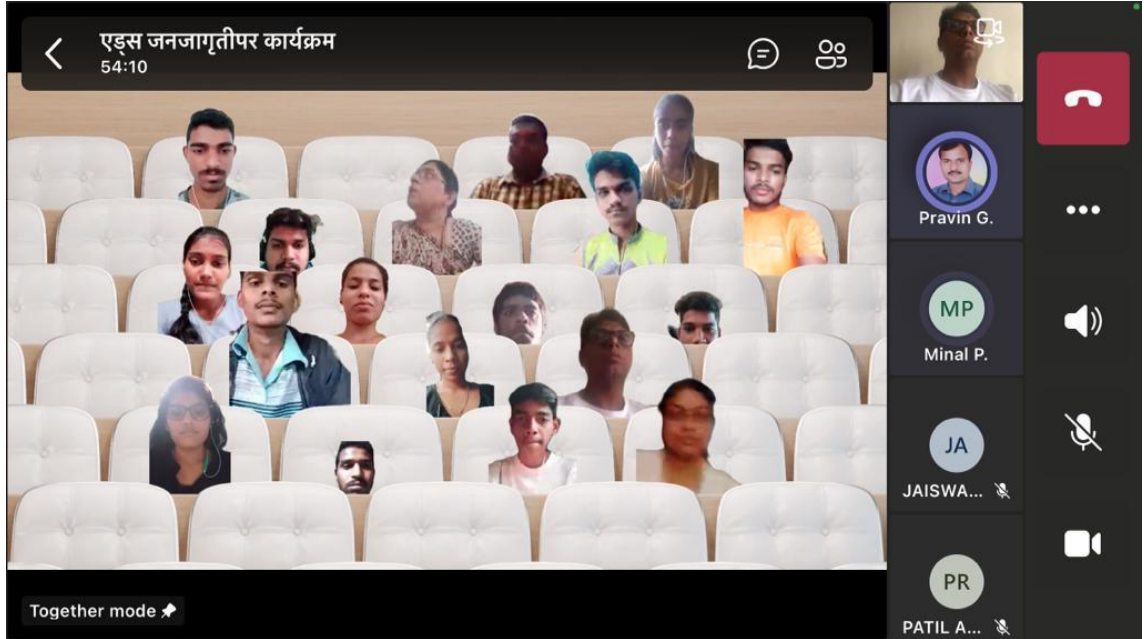 एड्स जनजागृतीपर कार्यक्रम
54:10
Pravin G.
MP
Minal P.
JA
JAISWA...
PR
PATIL A...
Together mode